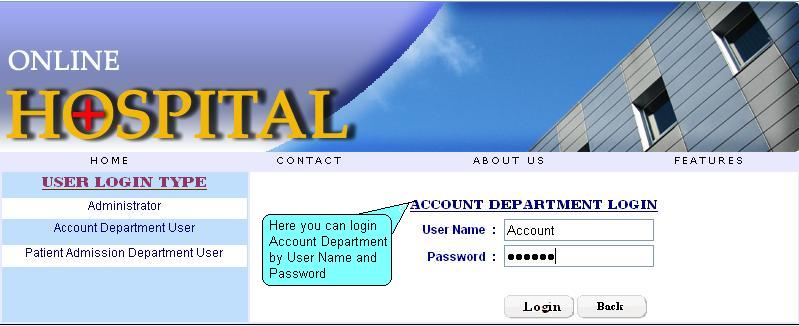 ONLINE
HOSPITAL
HOME CONTACT ABOUT US FEATURES
USER LOGIN TYPE
Administrator
Account Department User
Patient Admission Department User
Here you can login
Account Department
by User Name and
Password
ACCOUNT DEPARTMENT LOGIN
User Name : Account
Password : ●●●●●●
Login Back